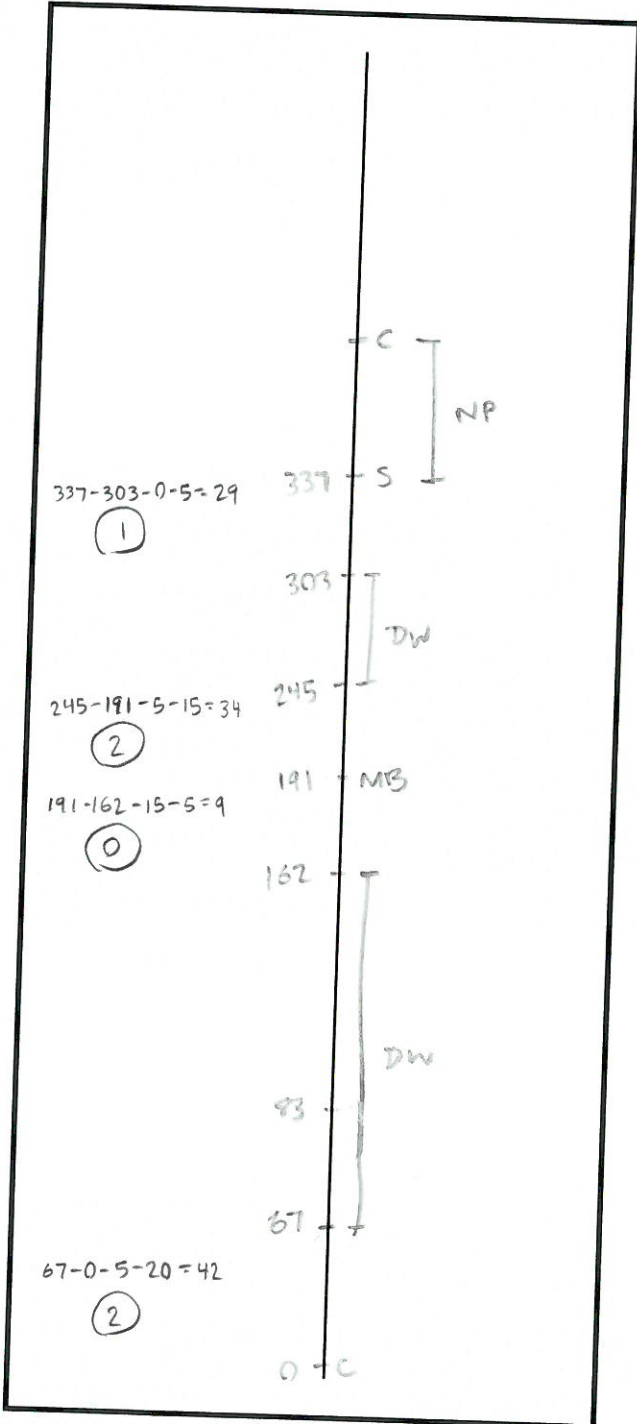 C
NP
337-303-0-5=29
337
S
1
303
DW
245
245-191-5-15=34
2
191
MB
191-162-15-5=9
0
162
DW
83
67
67-0-5-20=42
2
0
C